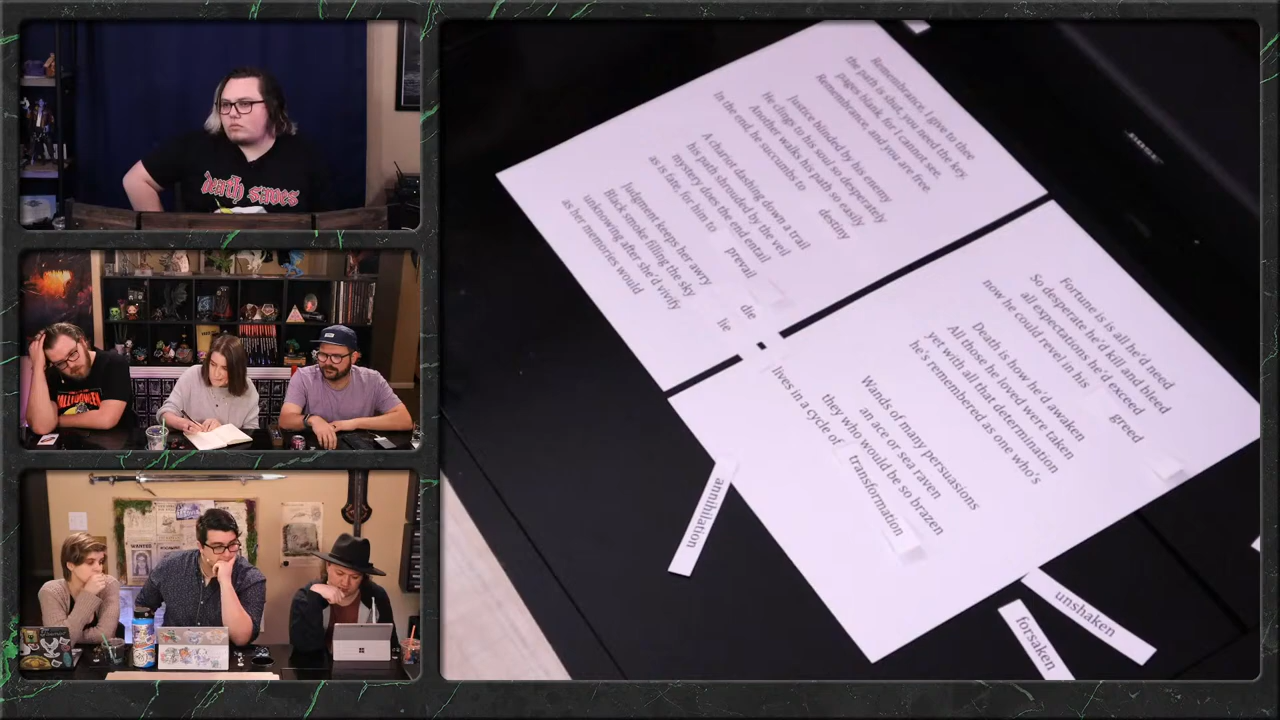 death saves
WANTED
Remembrance, I give to thee
the path is shut, you need the key.
pages blank, for I cannot see.
Remembrance, and you are free.
Justice blinded by his enemy
He clings to his soul so desperately
Another walks his path so easily
In the end, he succumbs to destiny
A chariot dashing down a trail
his path shrouded by the veil
mystery does the end entail
as is fate, for him to prevail
Judgment keeps her awry
Black smoke filling the sky
unknowing after she'd vivify
as her memories would
die
lie
Fortune is is all he'd need
So desperate he'd kill and bleed
all expectations he'd exceed
now he could revel in his greed
Death is how he'd awaken
All those he loved were taken
yet with all that determination
he's remembered as one who's
Wands of many persuasions
an ace or sea raven
they who would be so brazen
lives in a cycle of transformation
annihilation
unshaken
forsaken